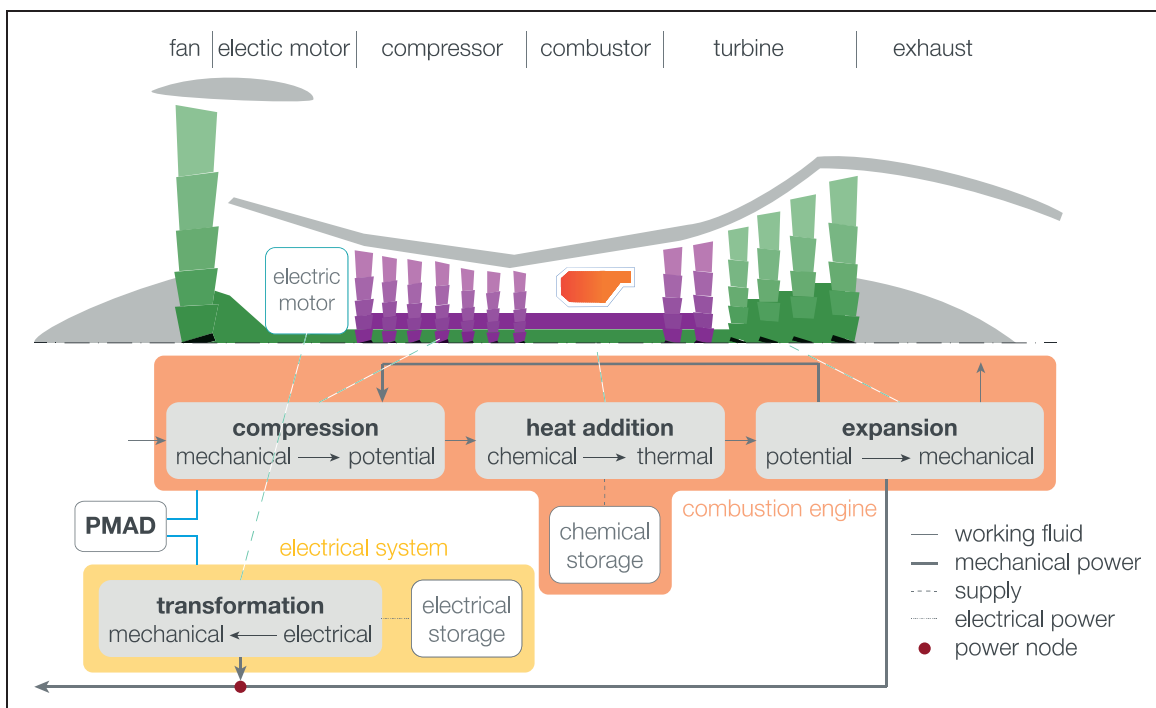 fan electic motor compressor combustor turbine exhaust
electric
motor
compression
mechanical potential
heat addition
chemical thermal
expansion
potential mechanical
combustion engine
PMAD
chemical
storage
electrical system
transformation
mechanical electrical
electrical
storage
working fluid
mechanical power
supply
electrical power
power node